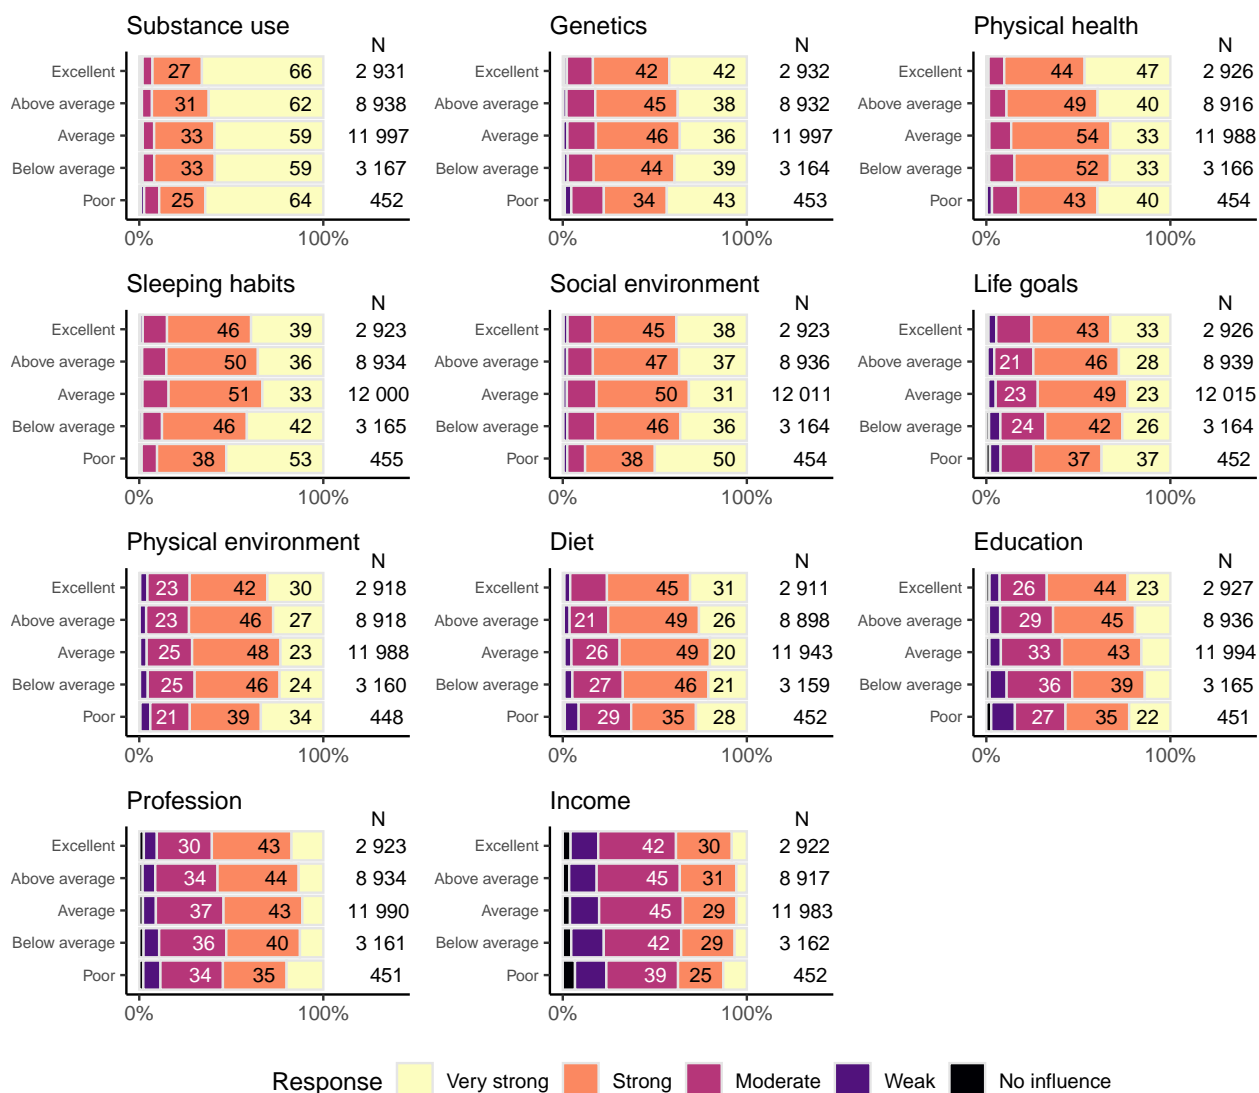 Substance use
N
Excellent 27 66 2 931
Above average 31 62 8 938
Average 33 59 11 997
Below average 33 59 3 167
Poor 25 64 452
0% 100%
Genetics
N
Excellent 42 42 2 932
Above average 45 38 8 932
Average 46 36 11 997
Below average 44 39 3 164
Poor 34 43 453
0% 100%
Physical health
N
Excellent 44 47 2 926
Above average 49 40 8 916
Average 54 33 11 988
Below average 52 33 3 166
Poor 43 40 454
0% 100%
Sleeping habits
N
Excellent 46 39 2 923
Above average 50 36 8 934
Average 51 33 12 000
Below average 46 42 3 165
Poor 38 53 455
0% 100%
Social environment
N
Excellent 45 38 2 923
Above average 47 37 8 936
Average 50 31 12 011
Below average 46 36 3 164
Poor 38 50 454
0% 100%
Life goals
N
Excellent 43 33 2 926
Above average 21 46 28 8 939
Average 23 49 23 12 015
Below average 24 42 26 3 164
Poor 37 37 452
0% 100%
Physical environment
N
Excellent 23 42 30 2 918
Above average 23 46 27 8 918
Average 25 48 23 11 988
Below average 25 46 24 3 160
Poor 21 39 34 448
0% 100%
Diet
N
Excellent 45 31 2 911
Above average 21 49 26 8 898
Average 26 49 20 11 943
Below average 27 46 21 3 159
Poor 29 35 28 452
0% 100%
Education
N
Excellent 26 44 23 2 927
Above average 29 45 8 936
Average 33 43 11 994
Below average 36 39 3 165
Poor 27 35 22 451
0% 100%
Profession
N
Excellent 30 43 2 923
Above average 34 44 8 934
Average 37 43 11 990
Below average 36 40 3 161
Poor 34 35 451
0% 100%
Income
N
Excellent 42 30 2 922
Above average 45 31 8 917
Average 45 29 11 983
Below average 42 29 3 162
Poor 39 25 452
0% 100%
Response Very strong Strong Moderate Weak No influence